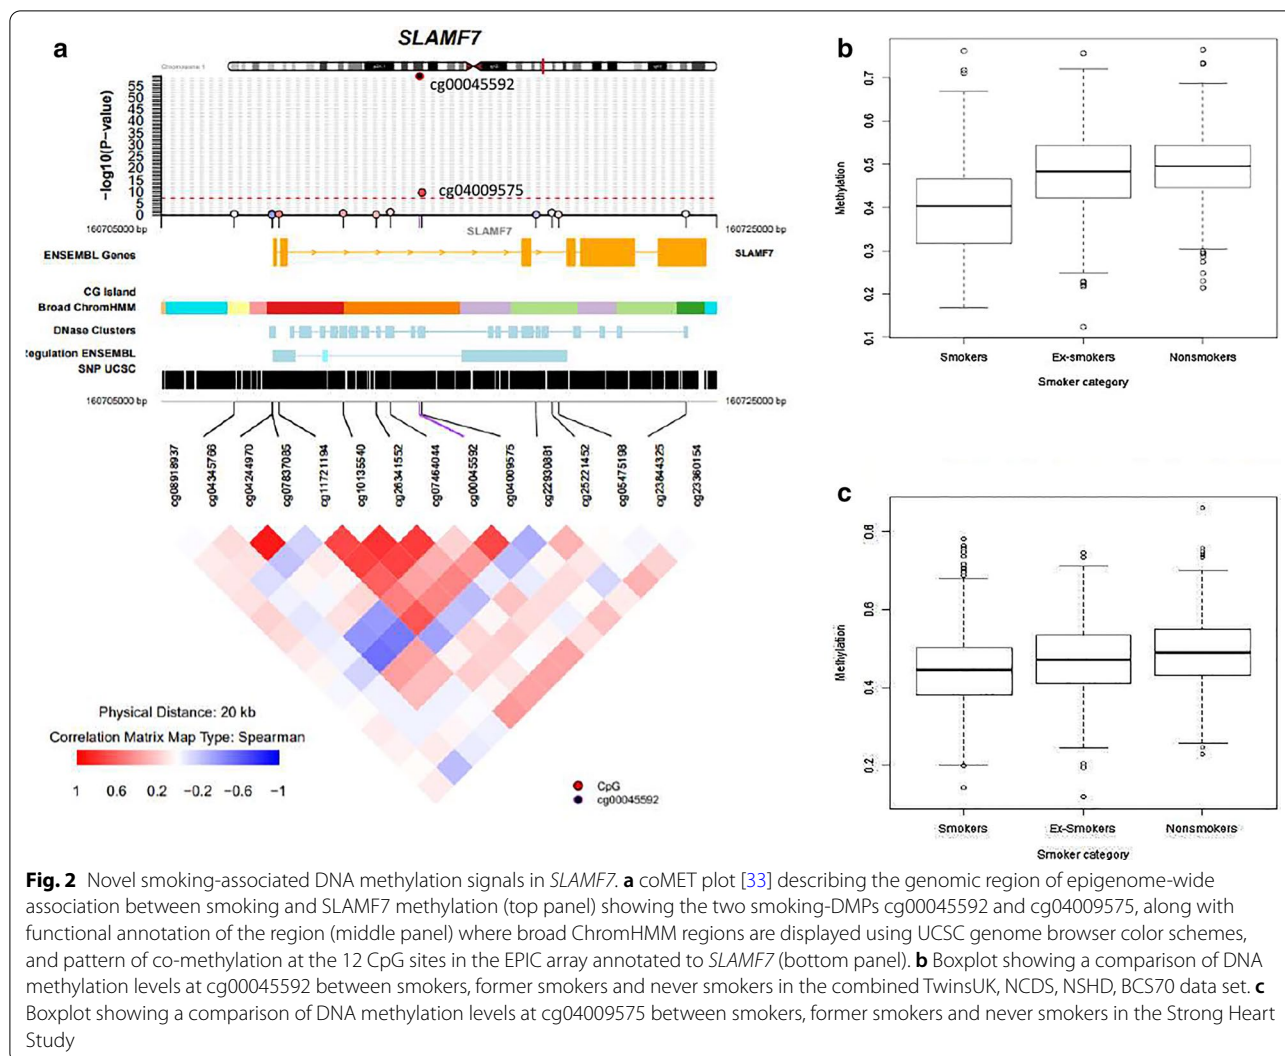 a
SLAMF7
Chromosome 1
cg00045592
−log10(P−value)
55
50
45
40
35
30
25
20
15
10
5
0
cg04009575
160705000 bp
160725000 bp
SLAMF7
ENSEMBL Genes
SLAMF7
CG Island
Broad ChromHMM
DNase Clusters
Regulation ENSEMBL
SNP UCSC
160705000 bp
160725000 bp
cg08918937
cg04345766
cg04244970
cg07837085
cg11721194
cg10135540
cg26341552
cg07464044
cg00045592
cg04009575
cg22930881
cg25221452
cg05475198
cg23844325
cg23360154
Physical Distance: 20 kb
Correlation Matrix Map Type: Spearman
1 0.6 0.2 −0.2 −0.6 −1
CpG
cg00045592
b
Methylation
0.7
0.6
0.5
0.4
0.3
0.2
0.1
Smokers Ex-smokers Nonsmokers
Smoker category
c
Methylation
0.8
0.6
0.4
0.2
Smokers Ex-Smokers Nonsmokers
Smoker category
Fig. 2 Novel smoking-associated DNA methylation signals in SLAMF7. a coMET plot [33] describing the genomic region of epigenome-wide
association between smoking and SLAMF7 methylation (top panel) showing the two smoking-DMPs cg00045592 and cg04009575, along with
functional annotation of the region (middle panel) where broad ChromHMM regions are displayed using UCSC genome browser color schemes,
and pattern of co-methylation at the 12 CpG sites in the EPIC array annotated to SLAMF7 (bottom panel). b Boxplot showing a comparison of DNA
methylation levels at cg00045592 between smokers, former smokers and never smokers in the combined TwinsUK, NCDS, NSHD, BCS70 data set. c
Boxplot showing a comparison of DNA methylation levels at cg04009575 between smokers, former smokers and never smokers in the Strong Heart
Study